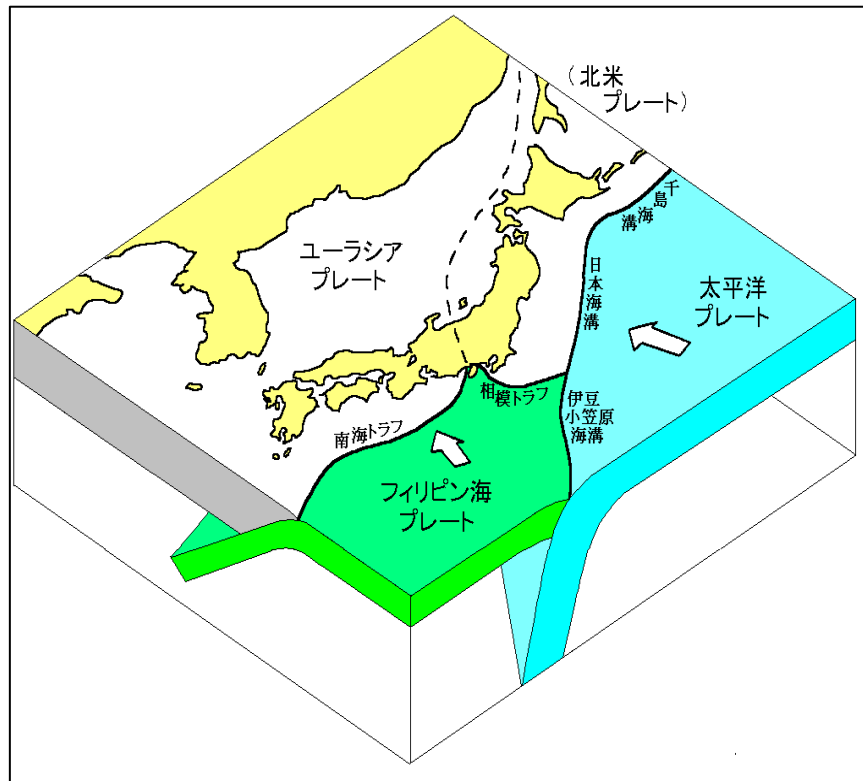 （北米
プレート）
千島海溝
ユーラシア
プレート
日本海溝
太平洋
プレート
相模トラフ
伊豆
小笠原
海溝
南海トラフ
フィリピン海
プレート